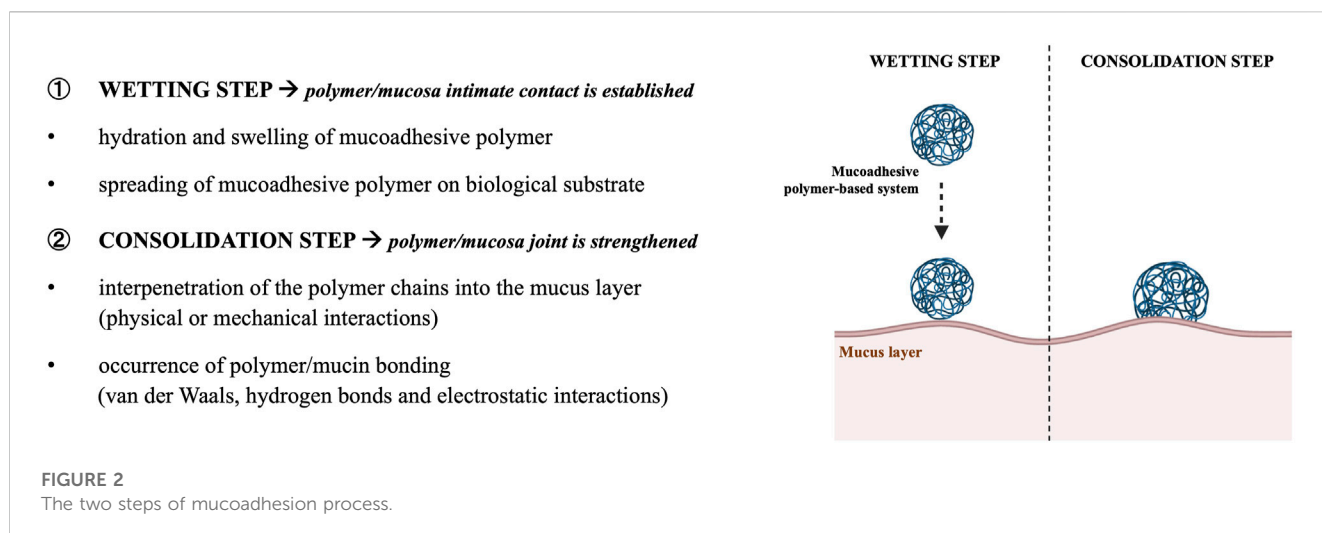 ① WETTING STEP → polymer/mucosa intimate contact is established
• hydration and swelling of mucoadhesive polymer
• spreading of mucoadhesive polymer on biological substrate
② CONSOLIDATION STEP → polymer/mucosa joint is strengthened
• interpenetration of the polymer chains into the mucus layer
(physical or mechanical interactions)
• occurrence of polymer/mucin bonding
(van der Waals, hydrogen bonds and electrostatic interactions)
WETTING STEP
CONSOLIDATION STEP
Mucoadhesive
polymer-based system
Mucus layer
FIGURE 2
The two steps of mucoadhesion process.